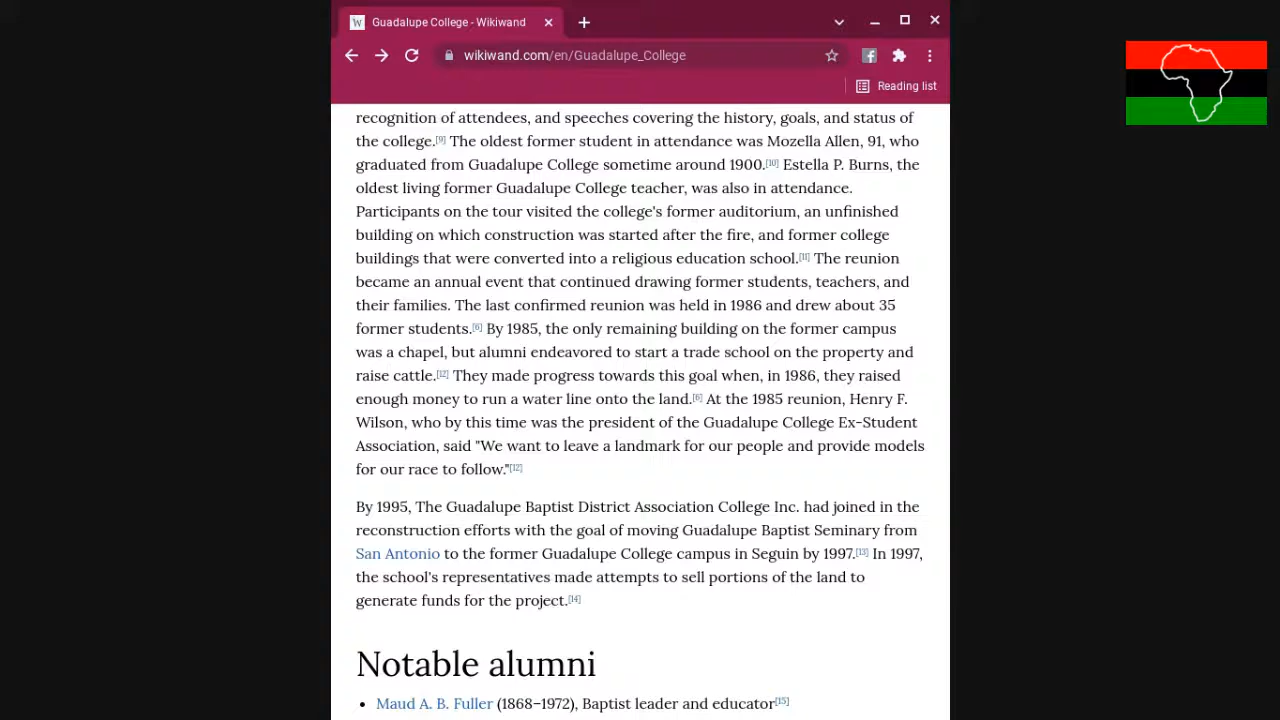 Guadalupe College - Wikiwand
wikiwand.com/en/Guadalupe_College
Reading list
recognition of attendees, and speeches covering the history, goals, and status of
the college.[9] The oldest former student in attendance was Mozella Allen, 91, who
graduated from Guadalupe College sometime around 1900.[10] Estella P. Burns, the
oldest living former Guadalupe College teacher, was also in attendance.
Participants on the tour visited the college's former auditorium, an unfinished
building on which construction was started after the fire, and former college
buildings that were converted into a religious education school.[11] The reunion
became an annual event that continued drawing former students, teachers, and
their families. The last confirmed reunion was held in 1986 and drew about 35
former students.[6] By 1985, the only remaining building on the former campus
was a chapel, but alumni endeavored to start a trade school on the property and
raise cattle.[12] They made progress towards this goal when, in 1986, they raised
enough money to run a water line onto the land.[6] At the 1985 reunion, Henry F.
Wilson, who by this time was the president of the Guadalupe College Ex-Student
Association, said "We want to leave a landmark for our people and provide models
for our race to follow."[12]
By 1995, The Guadalupe Baptist District Association College Inc. had joined in the
reconstruction efforts with the goal of moving Guadalupe Baptist Seminary from
San Antonio to the former Guadalupe College campus in Seguin by 1997.[13] In 1997,
the school's representatives made attempts to sell portions of the land to
generate funds for the project.[14]
Notable alumni
• Maud A. B. Fuller (1868–1972), Baptist leader and educator[15]